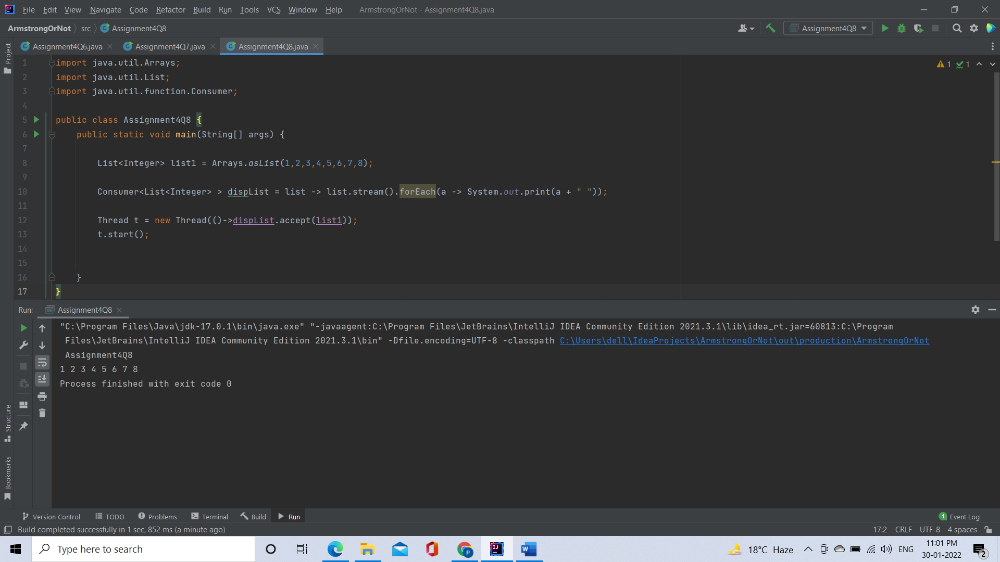 File Edit View Navigate Code Refactor Build Run Tools VCS Window Help ArmstrongOrNot - Assignment4Q8.java
ArmstrongOrNot src Assignment4Q8 Assignment4Q8
Project
Assignment4Q6.java Assignment4Q7.java Assignment4Q8.java
1 import java.util.Arrays;
1 1
2 import java.util.List;
3 import java.util.function.Consumer;
4
5 public class Assignment4Q8 {
6 public static void main(String[] args) {
7
8 List<Integer> list1 = Arrays.asList(1,2,3,4,5,6,7,8);
9
10 Consumer<List<Integer> > dispList = list -> list.stream().forEach(a -> System.out.print(a + " "));
11
12 Thread t = new Thread(()->dispList.accept(list1));
13 t.start();
14
15
16 }
17 }
Run: Assignment4Q8
"C:\Program Files\Java\jdk-17.0.1\bin\java.exe" "-javaagent:C:\Program Files\JetBrains\IntelliJ IDEA Community Edition 2021.3.1\lib\idea_rt.jar=60813:C:\Program
Files\JetBrains\IntelliJ IDEA Community Edition 2021.3.1\bin" -Dfile.encoding=UTF-8 -classpath C:\Users\dell\IdeaProjects\ArmstrongOrNot\out\production\ArmstrongOrNot
Assignment4Q8
1 2 3 4 5 6 7 8
Process finished with exit code 0
Structure
Bookmarks
Version Control TODO Problems Terminal Build Run 1 Event Log
Build completed successfully in 1 sec, 852 ms (a minute ago) 17:2 CRLF UTF-8 4 spaces
Type here to search
18°C Haze ENG 11:01 PM
30-01-2022 2